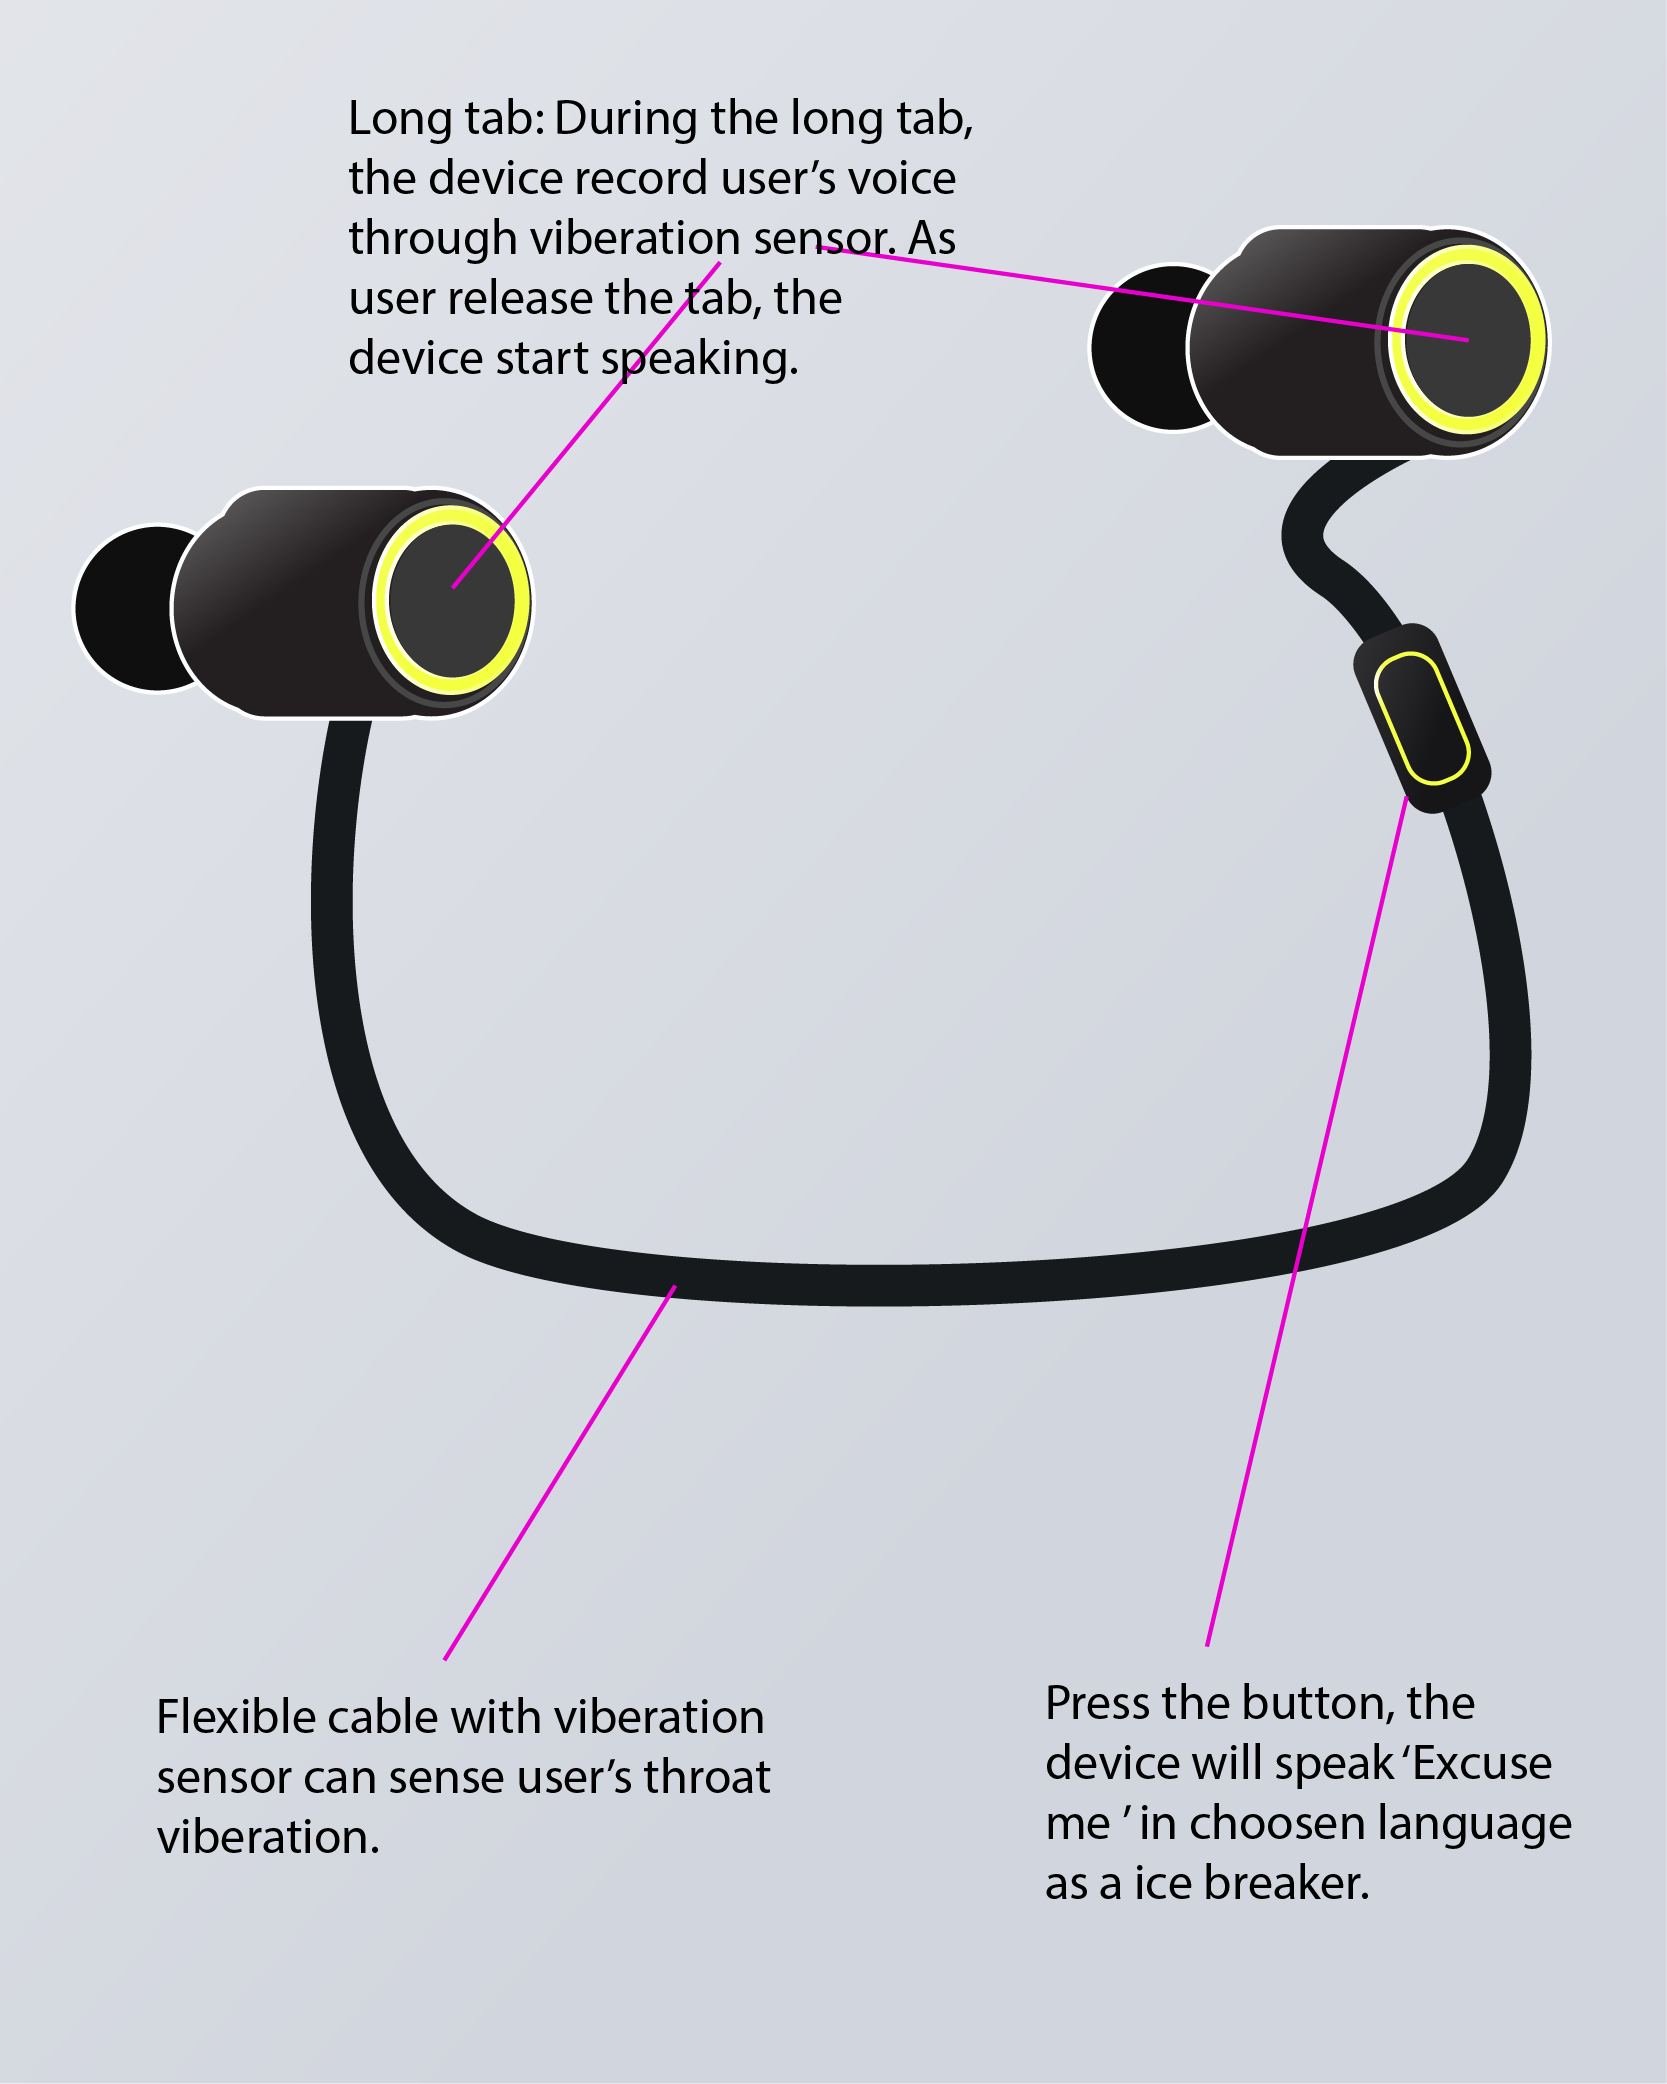 Long tab: During the long tab,
the device record user’s voice
through viberation sensor. As
user release the tab, the
device start speaking.
Flexible cable with viberation
sensor can sense user’s throat
viberation.
Press the button, the
device will speak ‘Excuse
me ’ in choosen language
as a ice breaker.